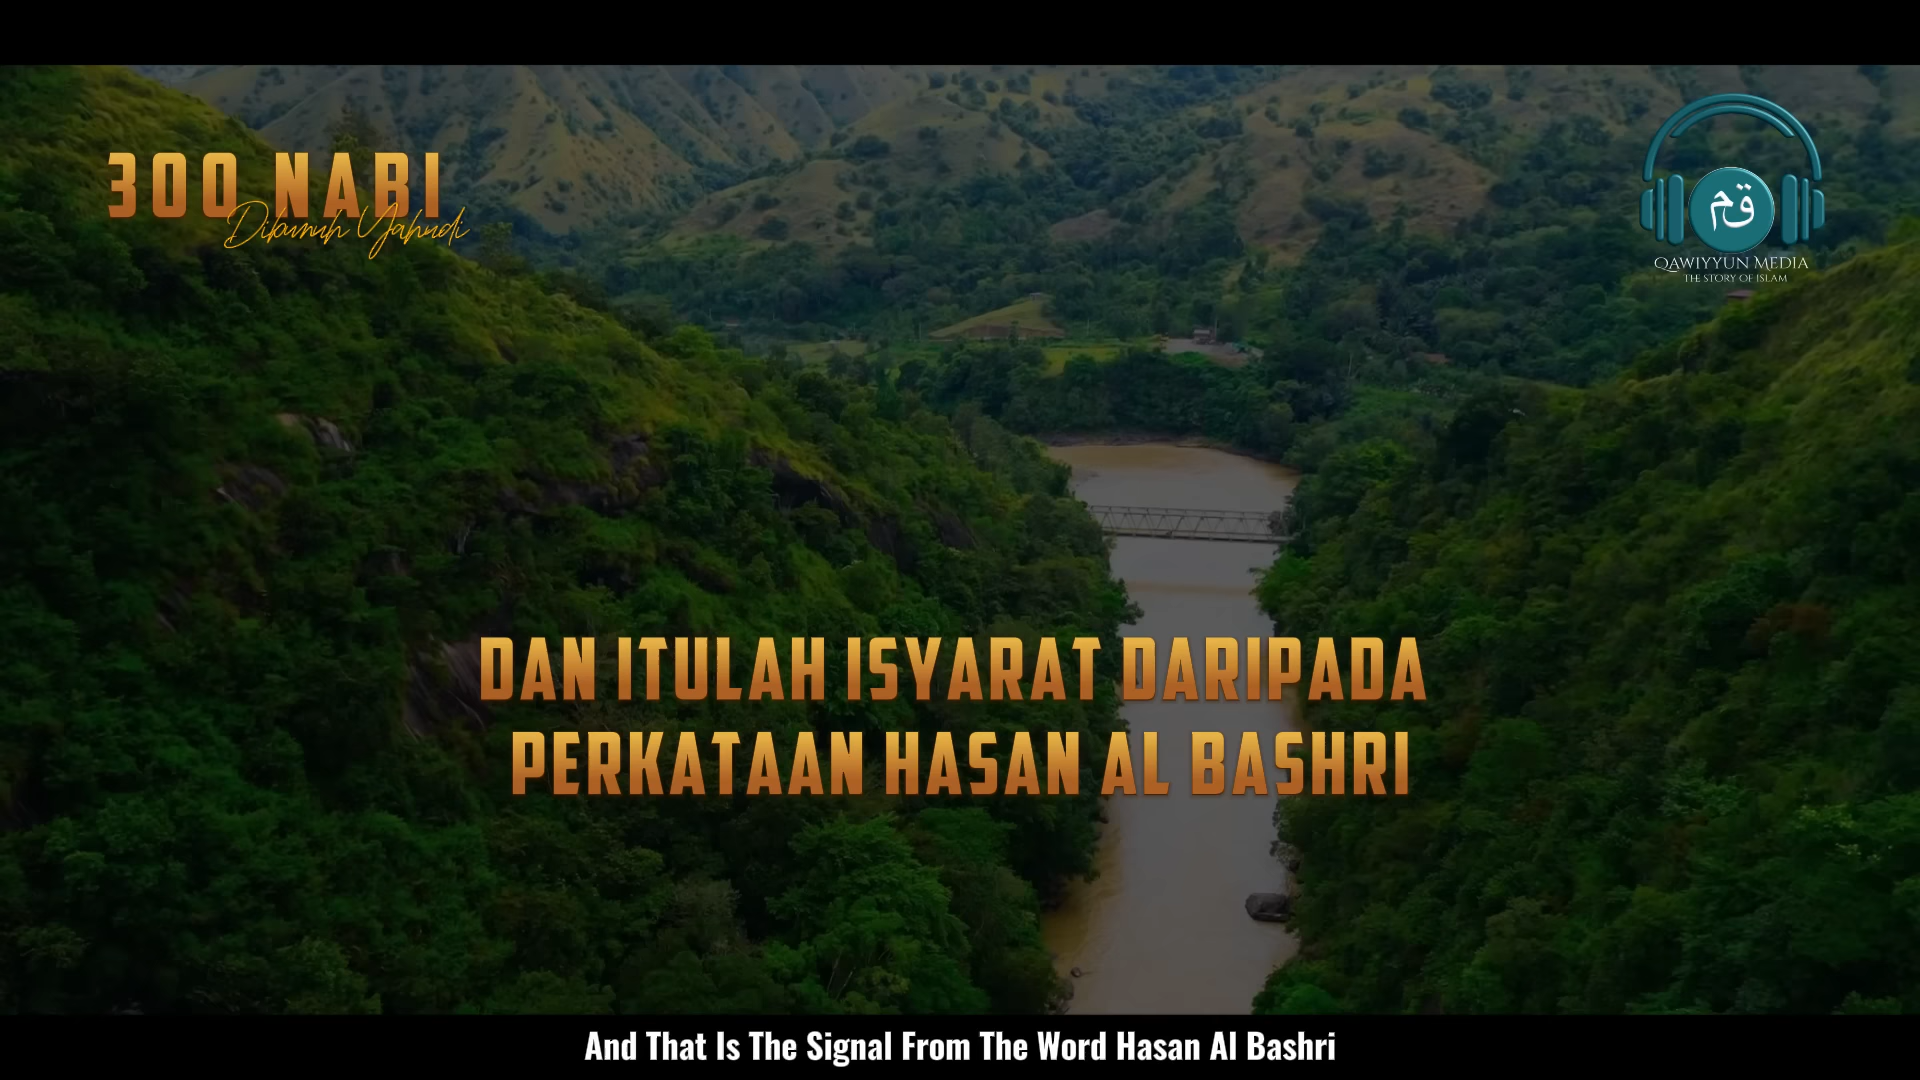 300 NABI
Dibunuh Yahudi
قم
QAWIYYUN MEDIA
THE STORY OF ISLAM
DAN ITULAH ISYARAT DARIPADA
PERKATAAN HASAN AL BASHRI
And That Is The Signal From The Word Hasan Al Bashri